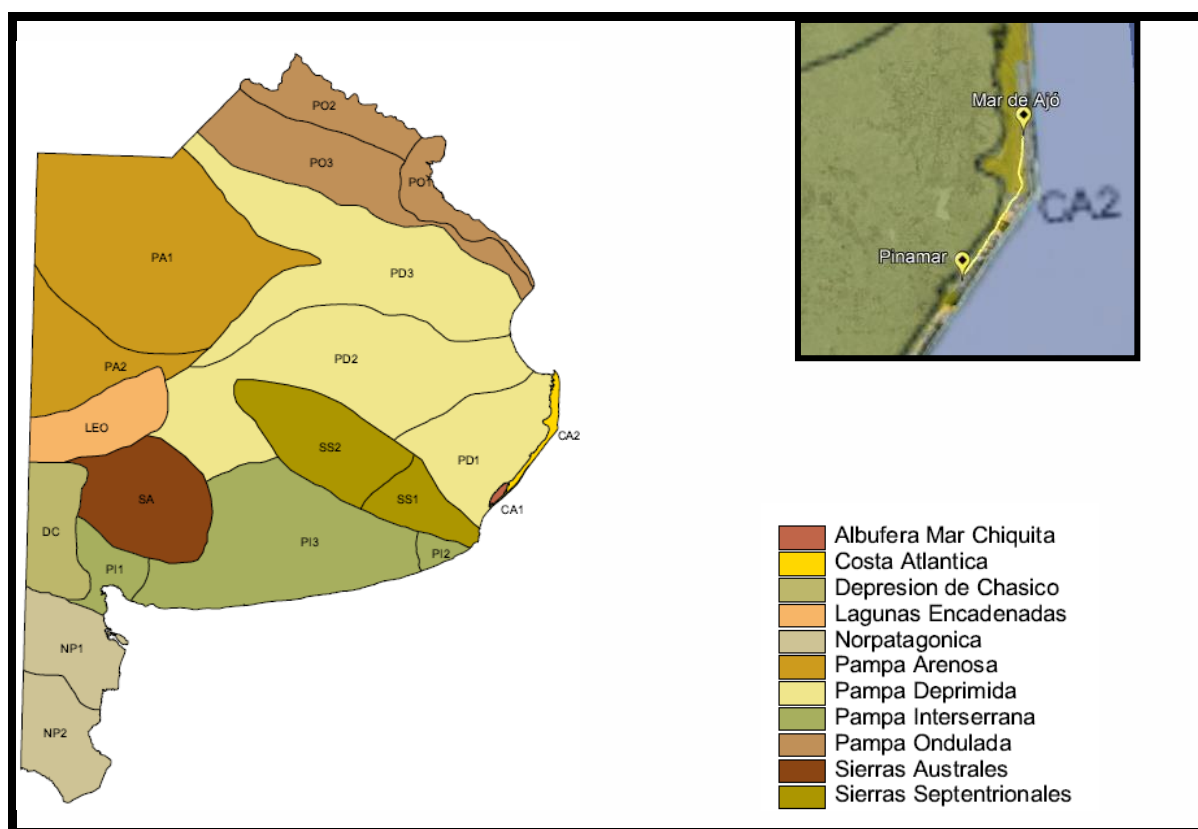 PO2
PO3
PO1
PA1
PD3
PA2
PD2
LEO
SS2
CA2
PD1
SA
SS1
CA1
DC
PI3
PI2
PI1
NP1
NP2
Mar de Ajó
CA2
Pinamar
Albufera Mar Chiquita
Costa Atlantica
Depresion de Chasico
Lagunas Encadenadas
Norpatagonica
Pampa Arenosa
Pampa Deprimida
Pampa Interserrana
Pampa Ondulada
Sierras Australes
Sierras Septentrionales